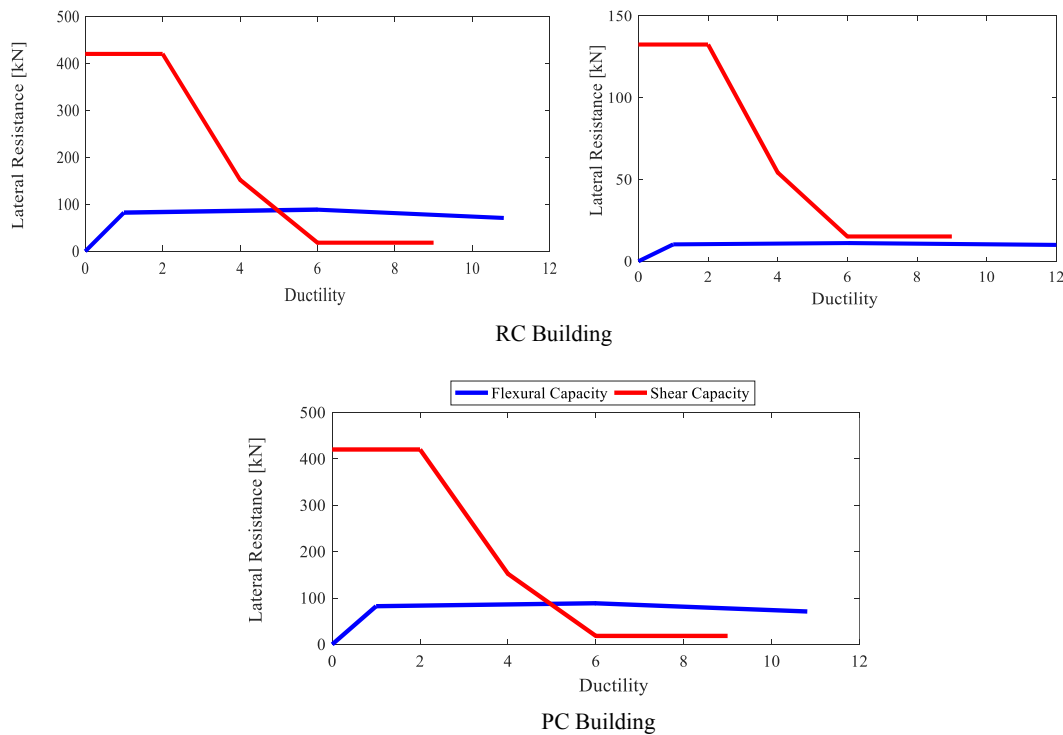 500
400
300
200
100
0
Lateral Resistance [kN]
0 2 4 6 8 10 12
Ductility
150
100
50
0
Lateral Resistance [kN]
0 2 4 6 8 10 12
Ductility
RC Building
Flexural Capacity Shear Capacity
500
400
300
200
100
0
Lateral Resistance [kN]
0 2 4 6 8 10 12
Ductility
PC Building